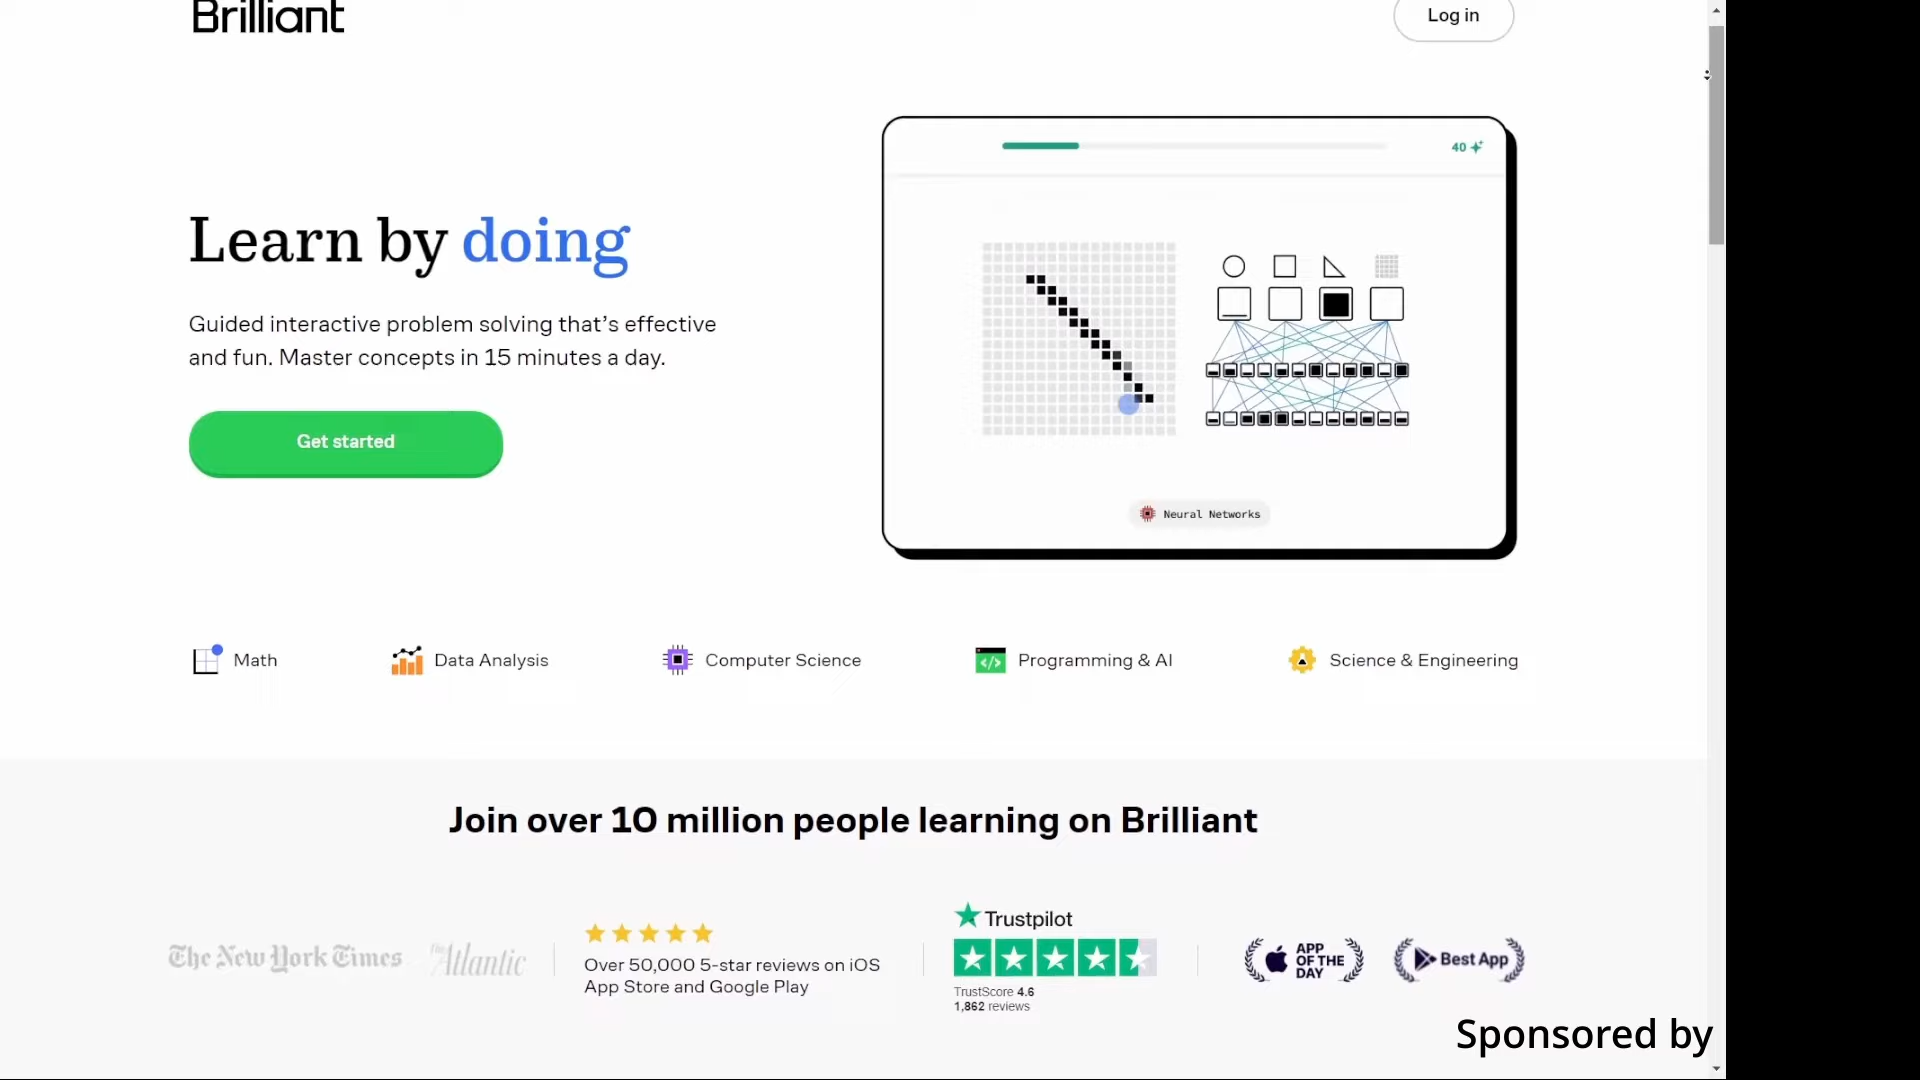 Brilliant
Log in
40
Learn by doing
Guided interactive problem solving that's effective
and fun. Master concepts in 15 minutes a day.
Get started
Neural Networks
Math
Data Analysis
Computer Science
</>
Programming & AI
Science & Engineering
Join over 10 million people learning on Brilliant
The New York Times
The Atlantic
Over 50,000 5-star reviews on iOS
App Store and Google Play
Trustpilot
TrustScore 4.6
1,862 reviews
APP
OF THE
DAY
Best App
Sponsored by